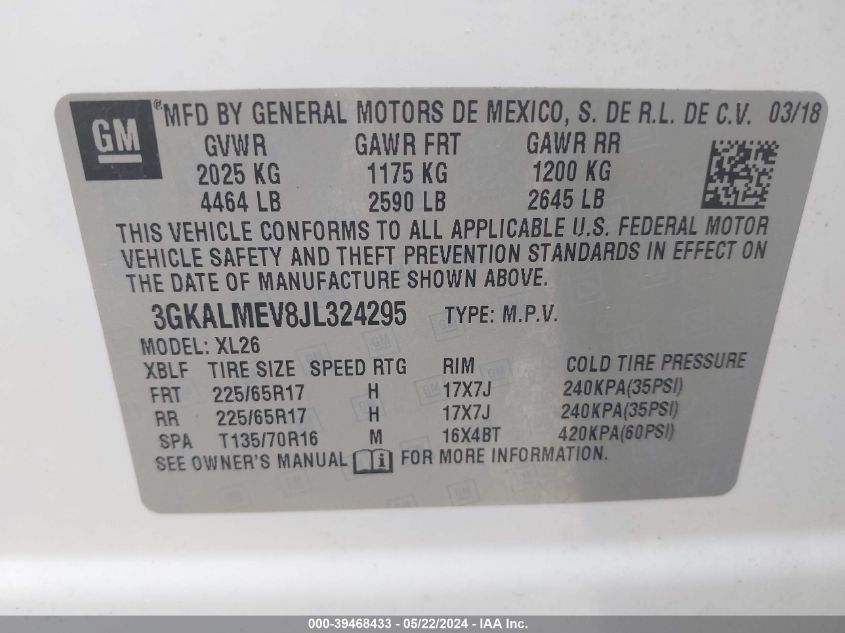 GM ® MFD BY GENERAL MOTORS DE MEXICO, S. DE R.L. DE C.V. 03/18
GVWR GAWR FRT GAWR RR
2025 KG 1175 KG 1200 KG
4464 LB 2590 LB 2645 LB
THIS VEHICLE CONFORMS TO ALL APPLICABLE U.S. FEDERAL MOTOR
VEHICLE SAFETY AND THEFT PREVENTION STANDARDS IN EFFECT ON
THE DATE OF MANUFACTURE SHOWN ABOVE.
3GKALMEV8JL324295 TYPE: M.P.V.
MODEL: XL26
XBLF TIRE SIZE SPEED RTG RIM COLD TIRE PRESSURE
FRT 225/65R17 H 17X7J 240KPA(35PSI)
RR 225/65R17 H 17X7J 240KPA(35PSI)
SPA T135/70R16 M 16X4BT 420KPA(60PSI)
SEE OWNER'S MANUAL i FOR MORE INFORMATION.
000-39468433 - 05/22/2024 - IAA Inc.